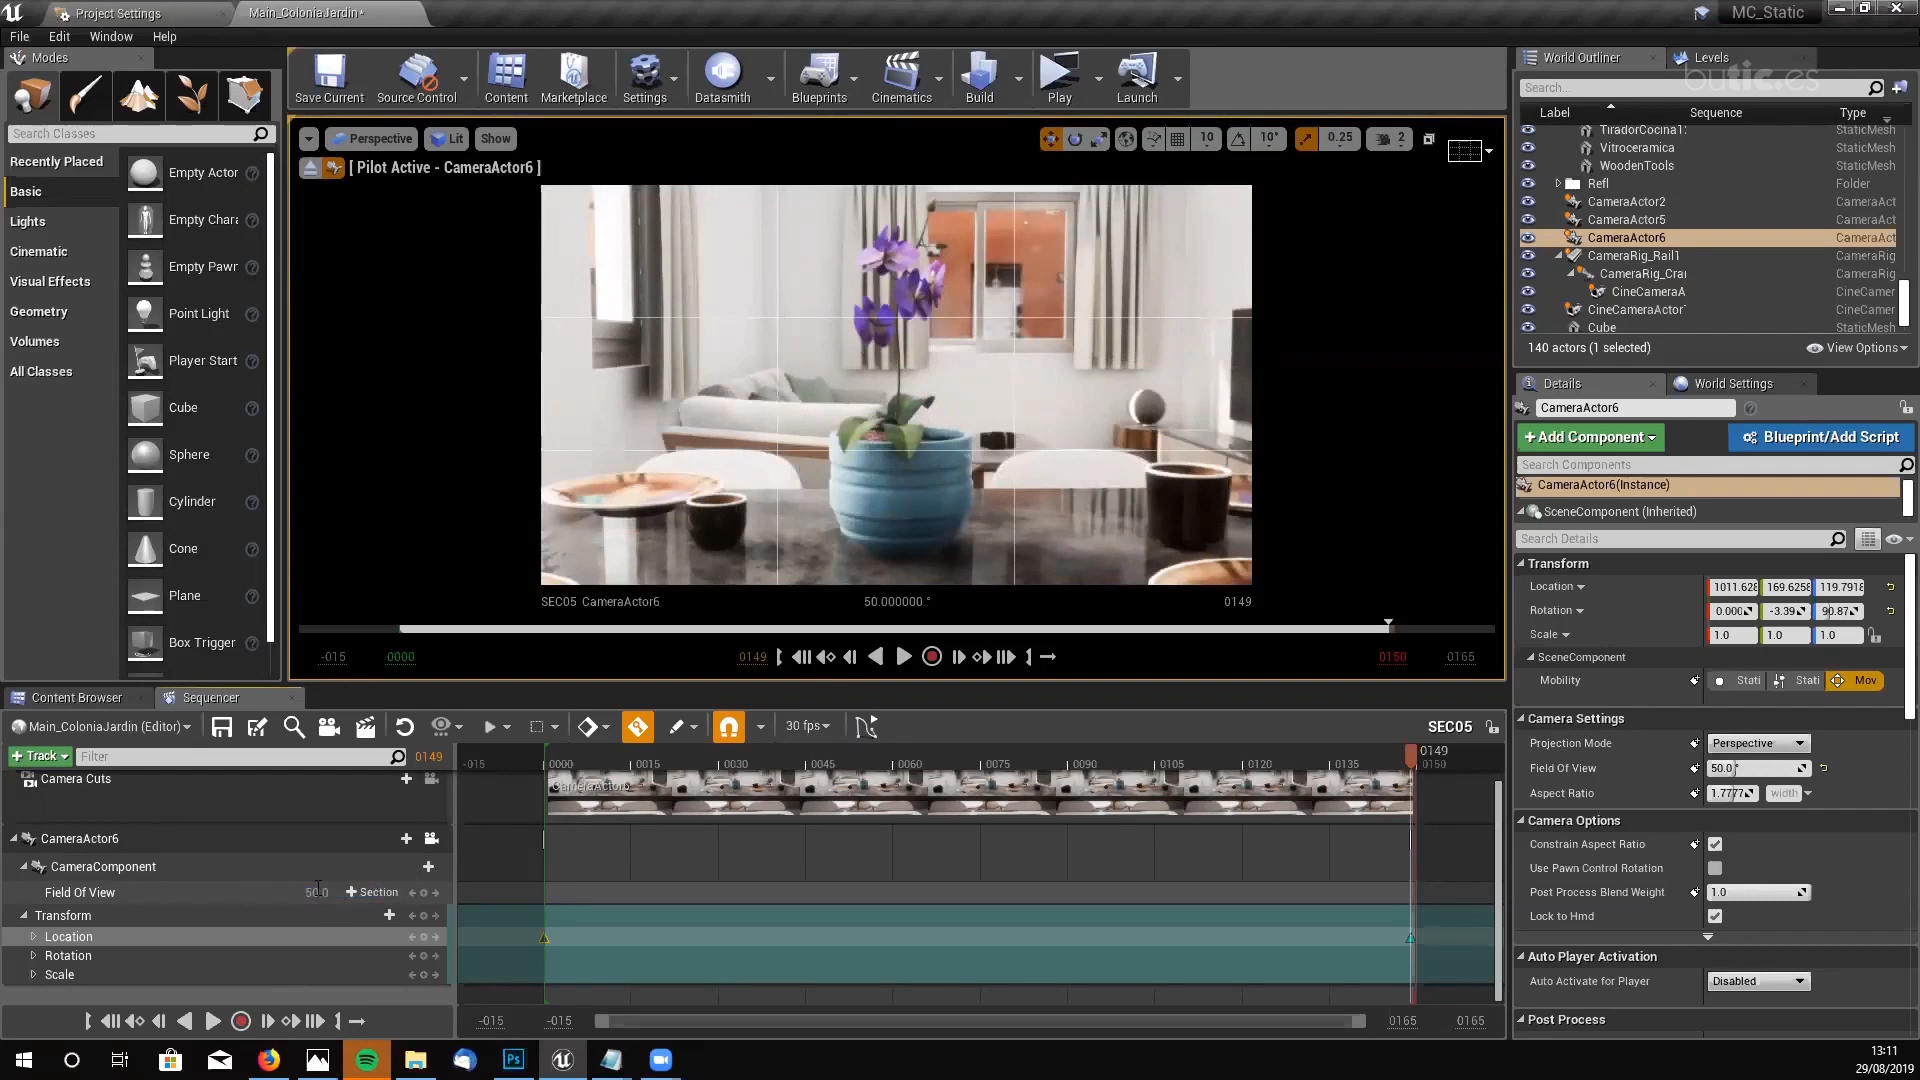 Project Settings
Main_ColoniaJardin*
MC_Static
File Edit Window Help
Modes
Save Current
Source Control
Content
Marketplace
Settings
Datasmith
Blueprints
Cinematics
Build
Play
Launch
World Outliner
Levels
butic.es
Search...
Label Sequence Type
TiradorCocina1: StaticMesh
Vitroceramica StaticMesh
WoodenTools StaticMesh
Refl Folder
CameraActor2 CameraAct
CameraActor5 CameraAct
CameraActor6 CameraAct
CameraRig_Rail1 CameraRig
CameraRig_Crar CameraRig
CineCameraA CineCamer
CineCameraActor CineCamer
Cube StaticMesh
140 actors (1 selected)
View Options
Search Classes
Recently Placed
Basic
Lights
Cinematic
Visual Effects
Geometry
Volumes
All Classes
Empty Actor
Empty Chara
Empty Pawn
Point Light
Player Start
Cube
Sphere
Cylinder
Cone
Plane
Box Trigger
Perspective Lit Show
10 10° 0.25 2
[ Pilot Active - CameraActor6 ]
SEC05 CameraActor6 50.000000 ° 0149
-015 0000 0149 0150 0165
Details
World Settings
CameraActor6
+Add Component
Blueprint/Add Script
Search Components
CameraActor6(Instance)
SceneComponent (Inherited)
Search Details
Transform
Location 1011.628 169.6258 119.7918
Rotation 0.000 -3.39 90.87
Scale 1.0 1.0 1.0
SceneComponent
Mobility Stati Stati Mov
Camera Settings
Projection Mode Perspective
Field Of View 50.0 °
Aspect Ratio 1.7777 width
Camera Options
Constrain Aspect Ratio
Use Pawn Control Rotation
Post Process Blend Weight 1.0
Lock to Hmd
Auto Player Activation
Auto Activate for Player Disabled
Post Process
Content Browser
Sequencer
Main_ColoniaJardin (Editor)
30 fps
SEC05
+ Track Filter 0149
-015 0000 0015 0030 0045 0060 0075 0090 0105 0120 0135 0149 0150
Camera Cuts
CameraActor6
CameraActor6
CameraComponent
Field Of View 50.0 + Section
Transform
Location
Rotation
Scale
-015 -015 0165 0165
Ps
13:11
29/08/2019